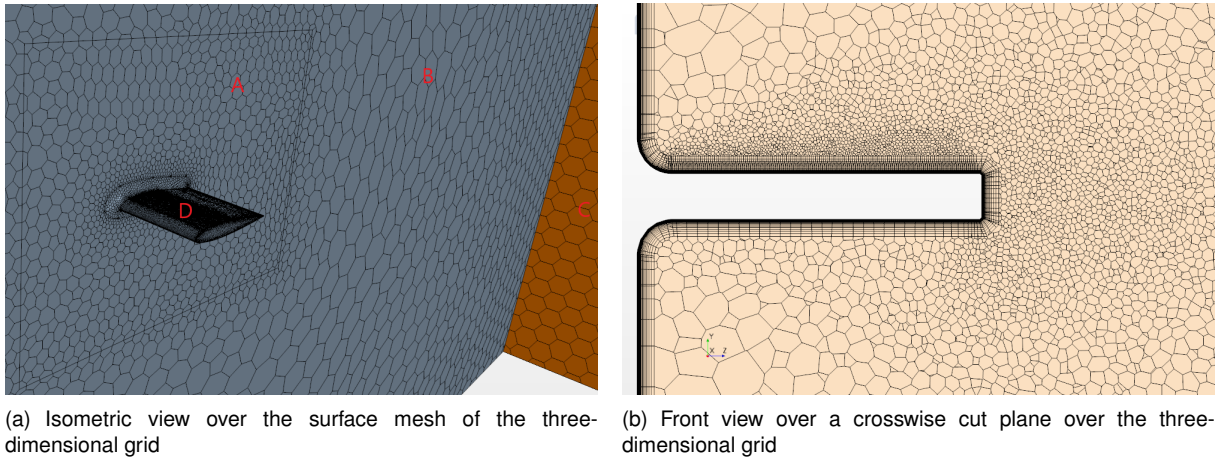 A
B
C
D
Y
X Z
(a) Isometric view over the surface mesh of the three-
dimensional grid
(b) Front view over a crosswise cut plane over the three-
dimensional grid